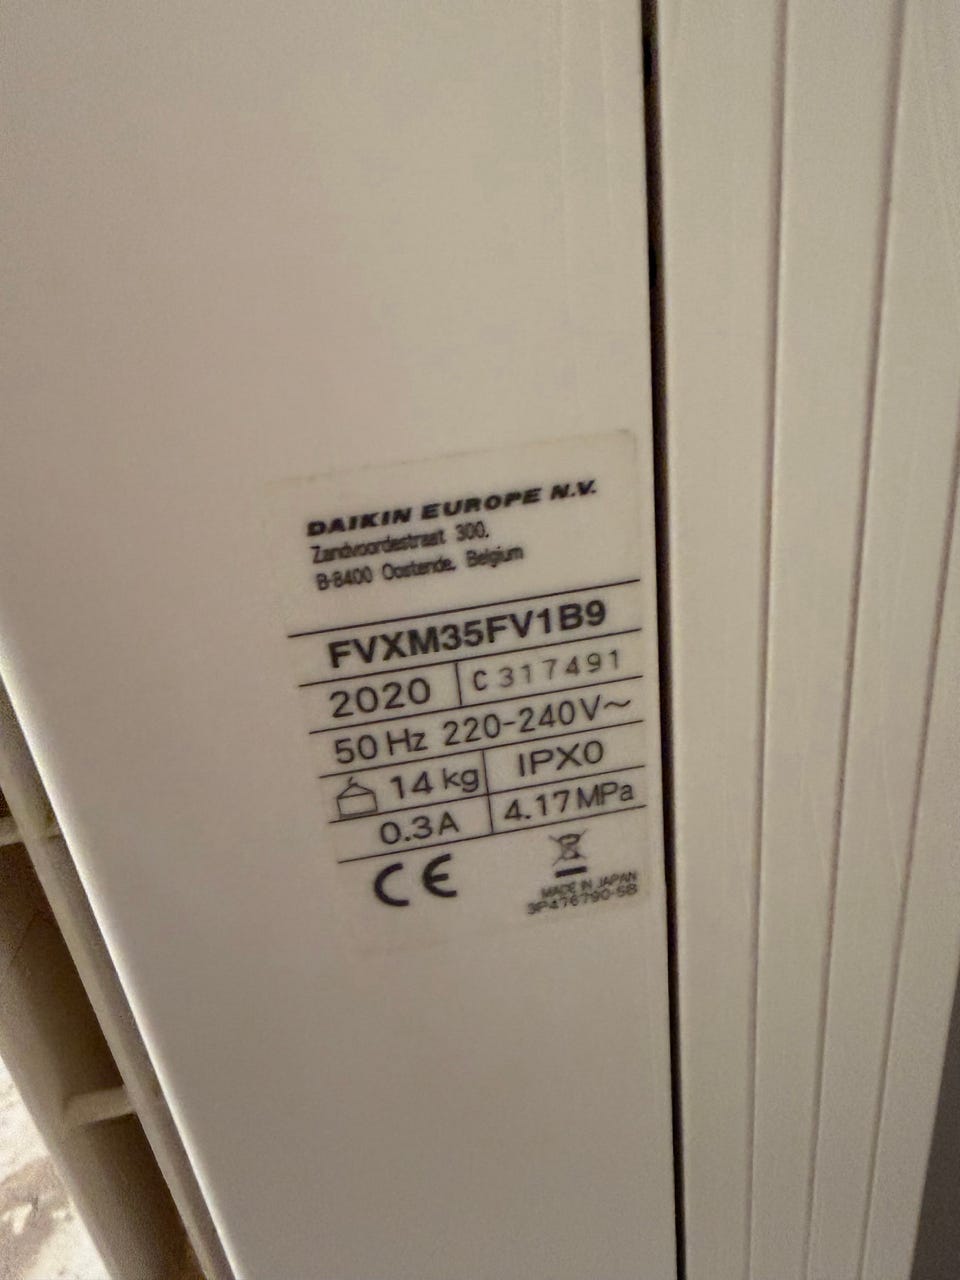 DAIKIN EUROPE N.V.
Zandvoordestraat 300,
B-8400 Oostende, Belgium
FVXM35FV1B9
2020 C317491
50 Hz 220-240V~
14 kg IPX0
0.3A 4.17MPa
CE
MADE IN JAPAN
3P476790-5B